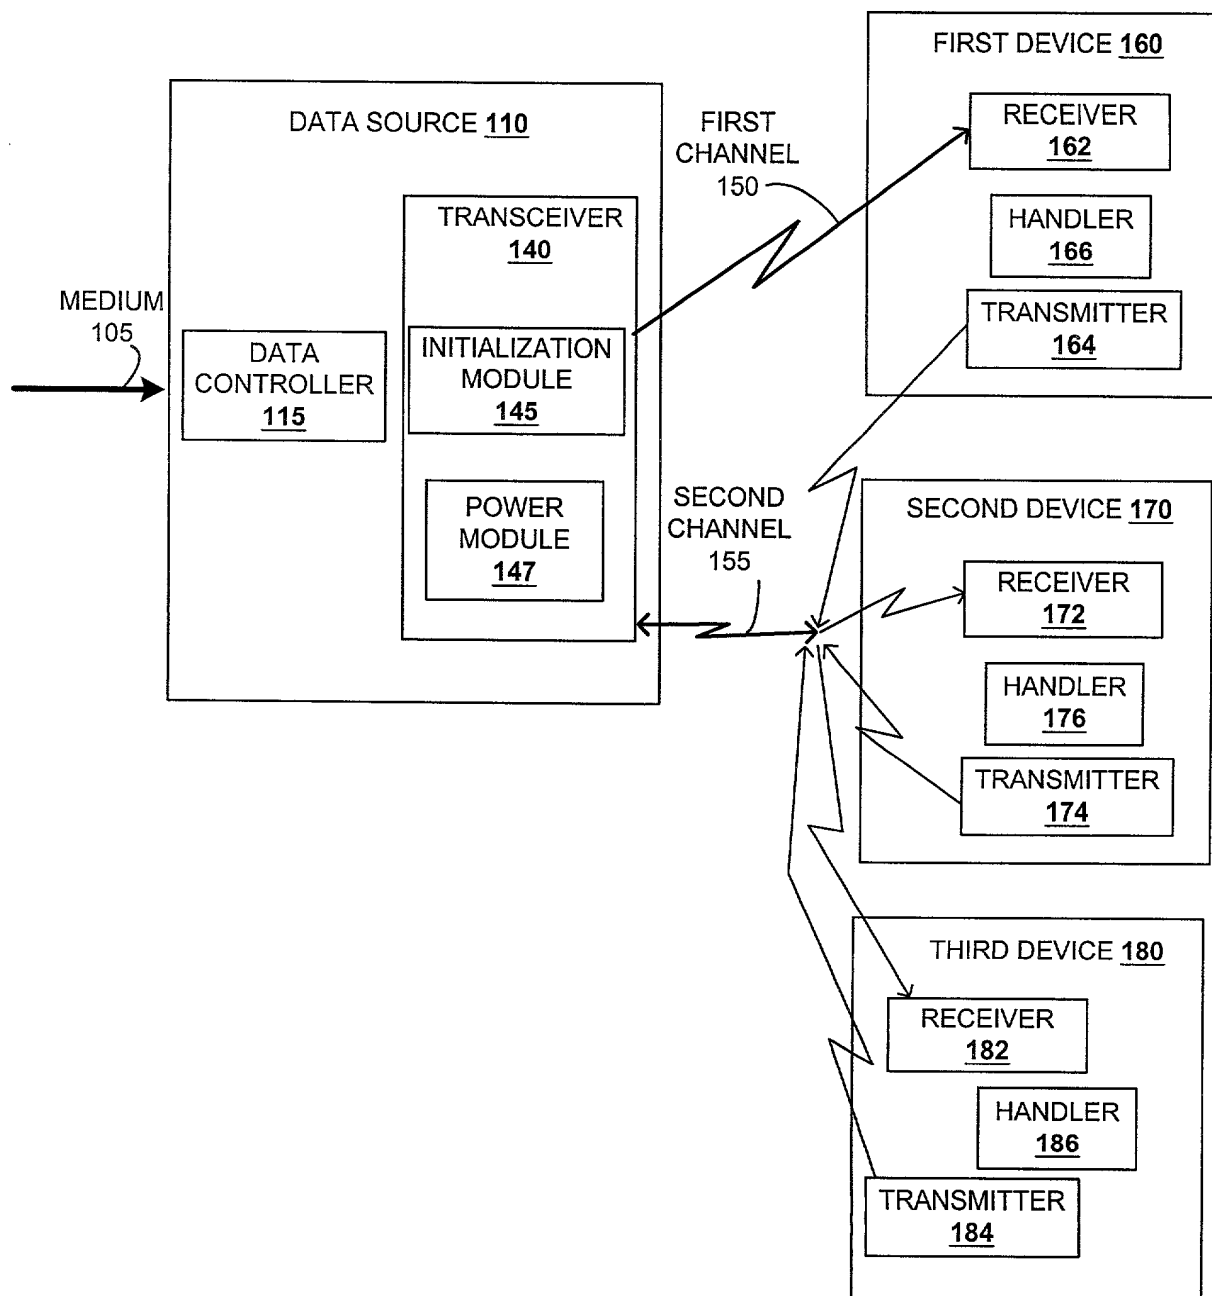 FIRST DEVICE 160
RECEIVER
162
HANDLER
166
TRANSMITTER
164
DATA SOURCE 110
TRANSCEIVER
140
INITIALIZATION
MODULE
145
POWER
MODULE
147
DATA
CONTROLLER
115
MEDIUM
105
FIRST
CHANNEL
150
SECOND
CHANNEL
155
SECOND DEVICE 170
RECEIVER
172
HANDLER
176
TRANSMITTER
174
THIRD DEVICE 180
RECEIVER
182
HANDLER
186
TRANSMITTER
184